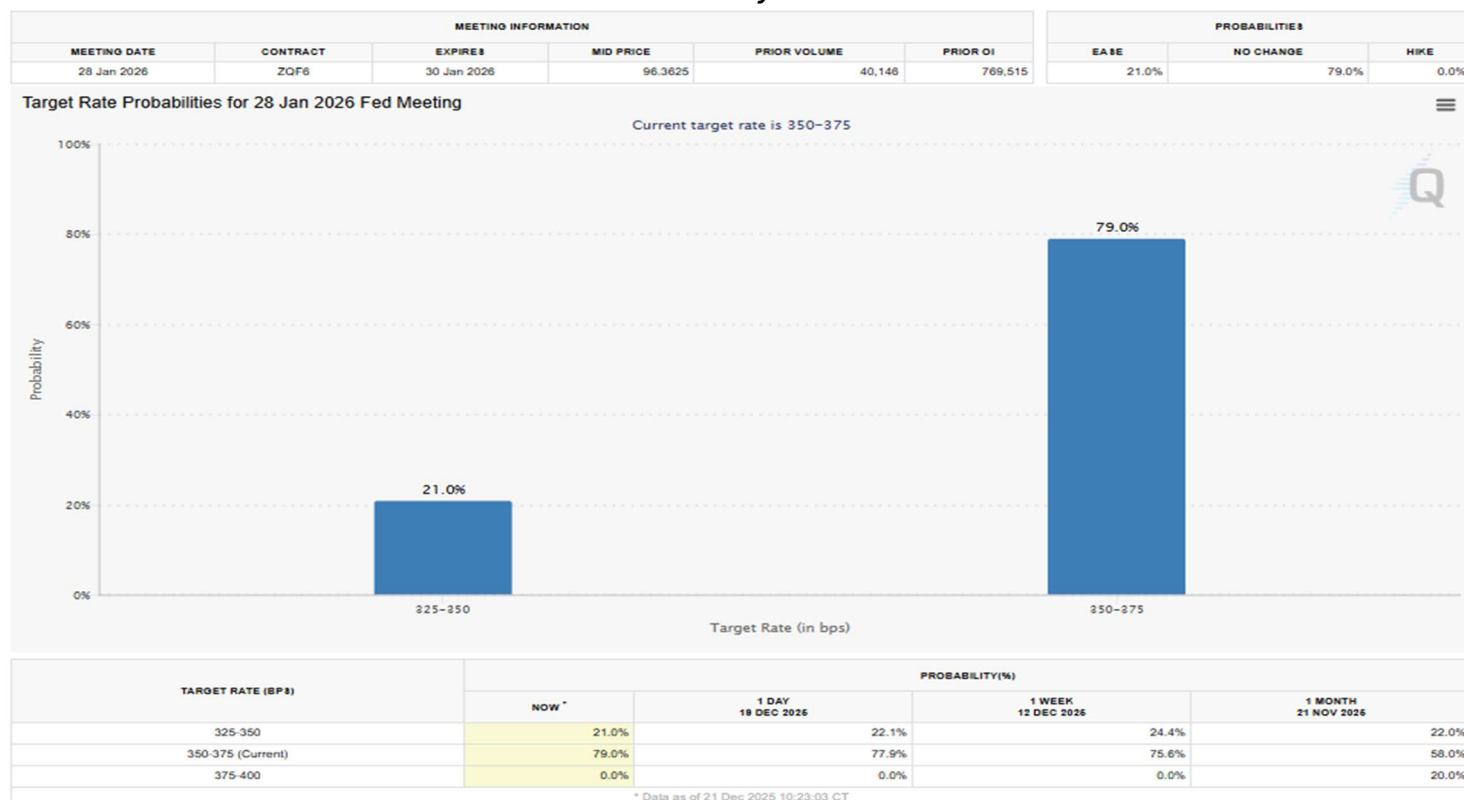 MEETING INFORMATION
MEETING DATE CONTRACT EXPIRES MID PRICE PRIOR VOLUME PRIOR OI
28 Jan 2026 ZQF6 30 Jan 2026 96.3625 40,146 769,515
PROBABILITIES
EASE NO CHANGE HIKE
21.0% 79.0% 0.0%
Target Rate Probabilities for 28 Jan 2026 Fed Meeting
Current target rate is 350-375
Q
100%
80%
60%
40%
20%
0%
Probability
21.0%
79.0%
325-350
350-375
Target Rate (in bps)
TARGET RATE (BPS) PROBABILITY(%)
NOW * 1 DAY 1 WEEK 1 MONTH
19 DEC 2025 12 DEC 2025 21 NOV 2025
325-350 21.0% 22.1% 24.4% 22.0%
350-375 (Current) 79.0% 77.9% 75.6% 58.0%
375-400 0.0% 0.0% 0.0% 20.0%
* Data as of 21 Dec 2025 10:23:03 CT